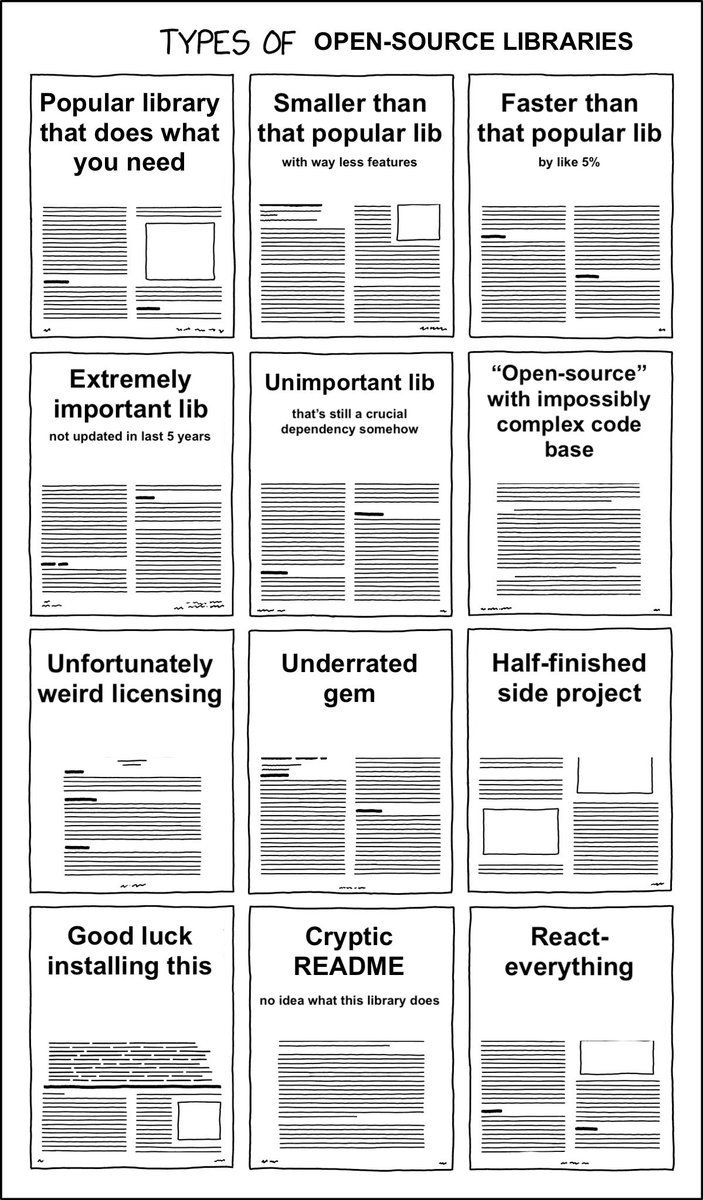 TYPES OF OPEN-SOURCE LIBRARIES
Popular library
that does what
you need
Smaller than
that popular lib
with way less features
Faster than
that popular lib
by like 5%
Extremely
important lib
not updated in last 5 years
Unimportant lib
that's still a crucial
dependency somehow
“Open-source”
with impossibly
complex code
base
Unfortunately
weird licensing
Underrated
gem
Half-finished
side project
Good luck
installing this
Cryptic
README
no idea what this library does
React-
everything